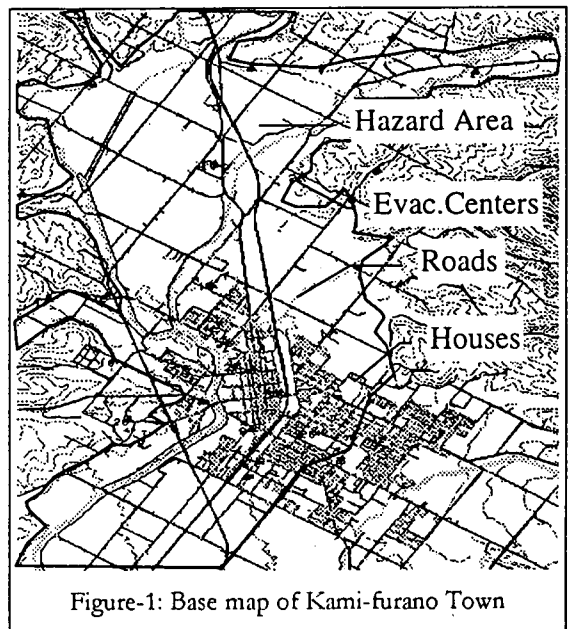 Hazard Area
Evac.Centers
Roads
Houses
Figure-1: Base map of Kami-furano Town